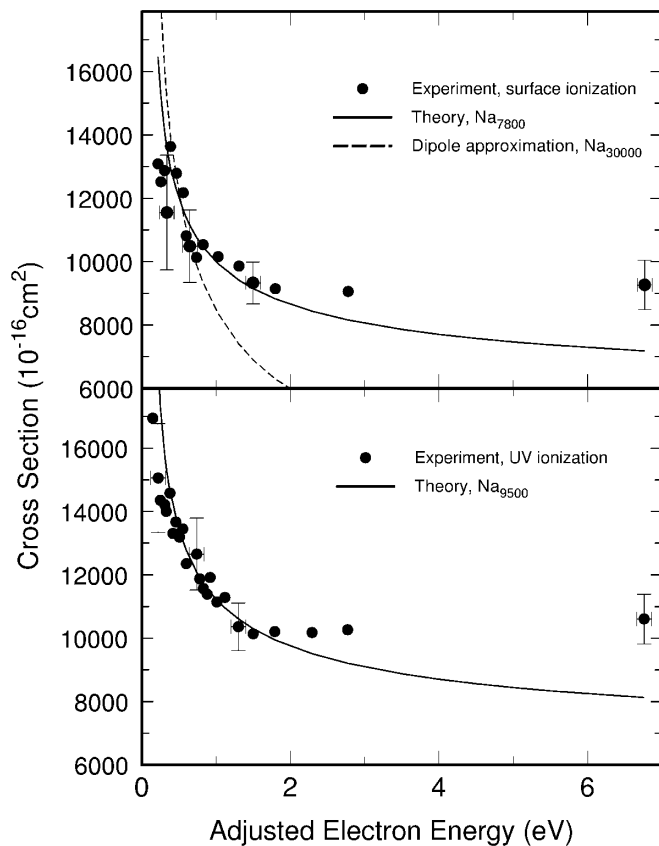 16000
14000
12000
10000
8000
6000
Experiment, surface ionization
Theory, Na7800
Dipole approximation, Na30000
16000
14000
12000
10000
8000
6000
Experiment, UV ionization
Theory, Na9500
0 2 4 6
Cross Section (10-16cm2)
Adjusted Electron Energy (eV)